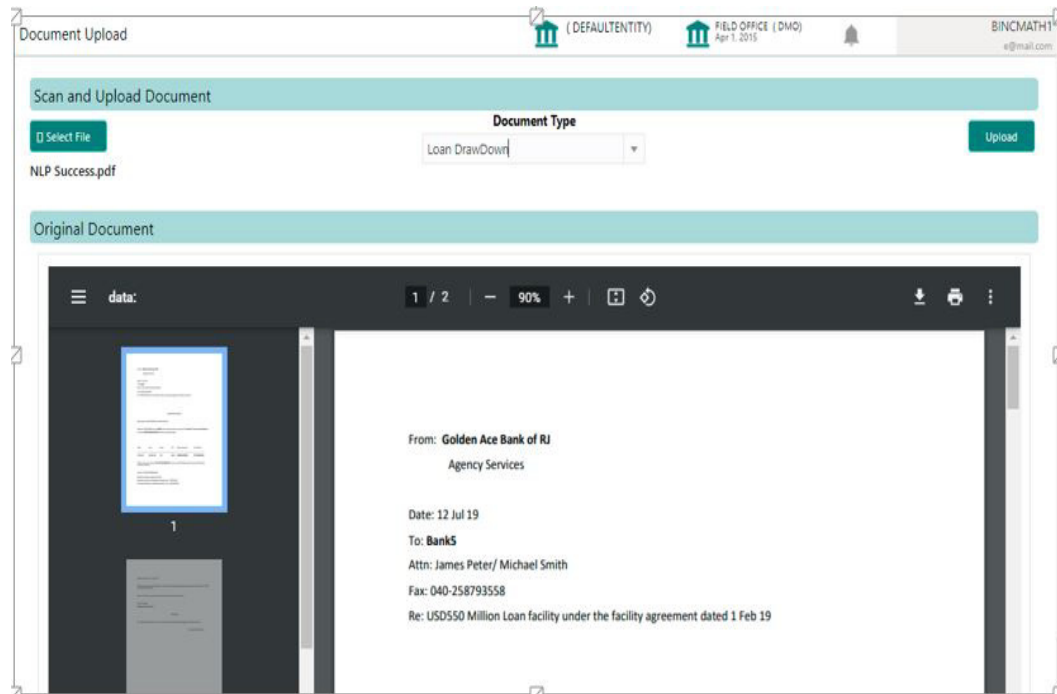 Document Upload
( DEFAULTENTITY)
FIELD OFFICE ( DMO)
Apr 1, 2015
BINCMATH1
e@mail.com
Scan and Upload Document
Select File
Document Type
Loan DrawDown
Upload
NLP Success.pdf
Original Document
data:
1 / 2
90%
1
From: Golden Ace Bank of RJ
Agency Services
Date: 12 Jul 19
To: Bank5
Attn: James Peter/ Michael Smith
Fax: 040-258793558
Re: USD550 Million Loan facility under the facility agreement dated 1 Feb 19